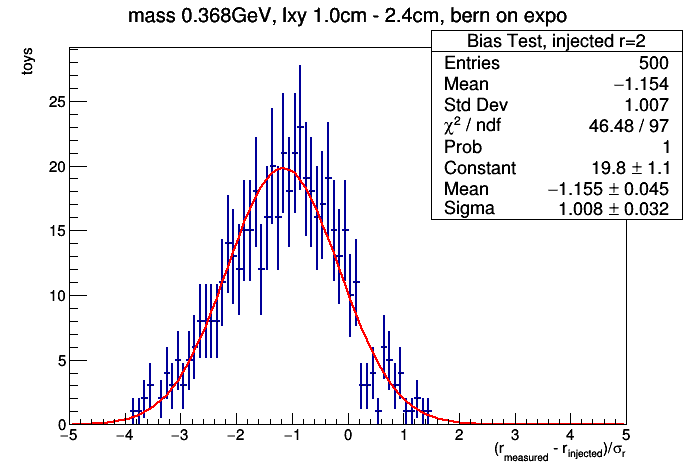 mass 0.368GeV, lxy 1.0cm - 2.4cm, bern on expo
toys
Bias Test, injected r=2
Entries 500
Mean −1.154
Std Dev 1.007
χ² / ndf 46.48 / 97
Prob 1
Constant 19.8 ± 1.1
Mean −1.155 ± 0.045
Sigma 1.008 ± 0.032
25
20
15
10
5
0
−5 −4 −3 −2 −1 0 1 2 3 4 5
(r_measured - r_injected)/σ_r